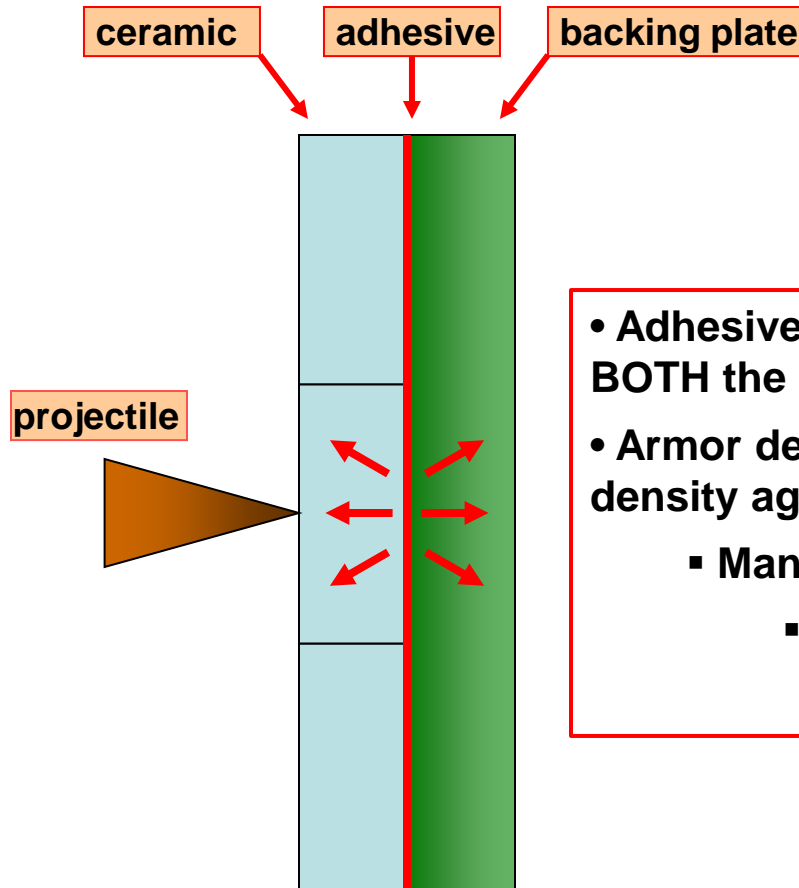 ceramic
adhesive
backing plate
projectile
• Adhesive
BOTH the
• Armor de
density ag
▪ Man
▪